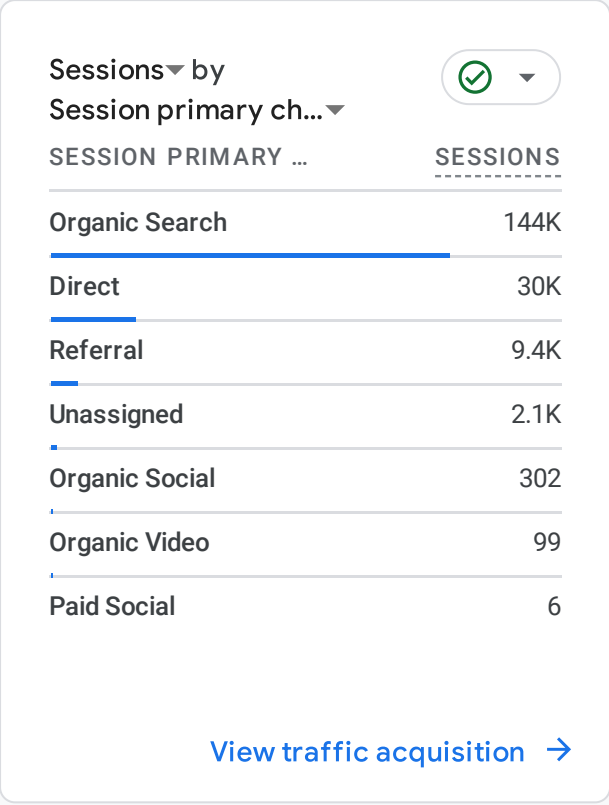 Sessions by
Session primary ch...
SESSION PRIMARY ... SESSIONS
Organic Search 144K
Direct 30K
Referral 9.4K
Unassigned 2.1K
Organic Social 302
Organic Video 99
Paid Social 6
View traffic acquisition